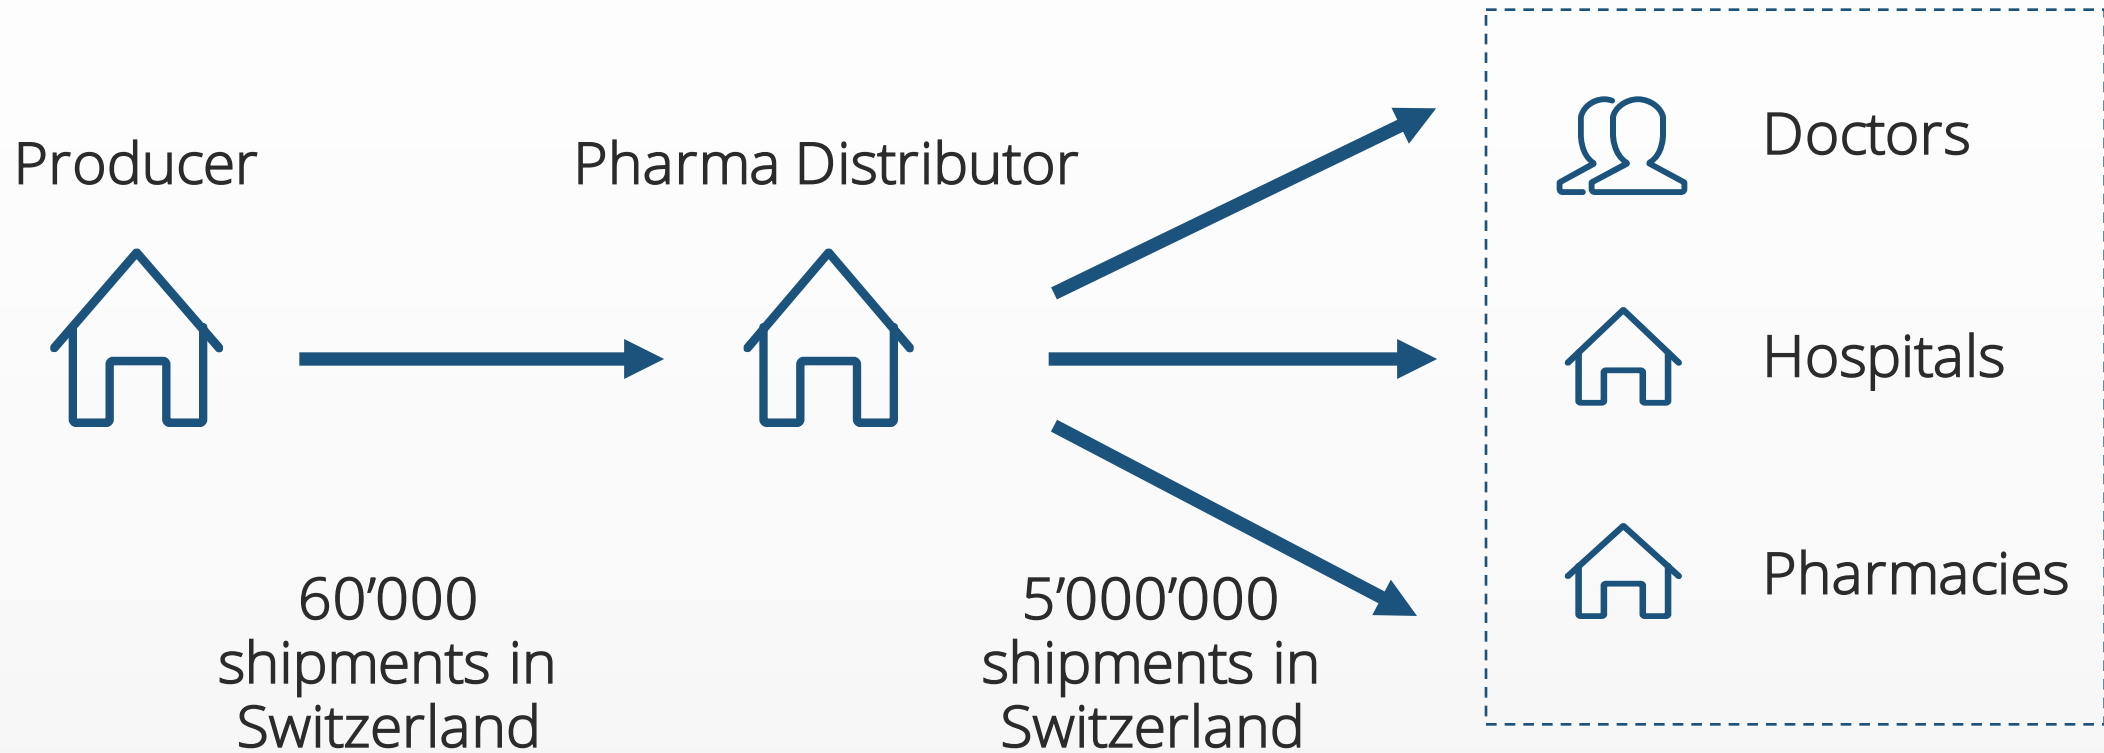 Producer
Pharma Distributor
Doctors
Hospitals
Pharmacies
60’000
shipments in
Switzerland
5’000’000
shipments in
Switzerland